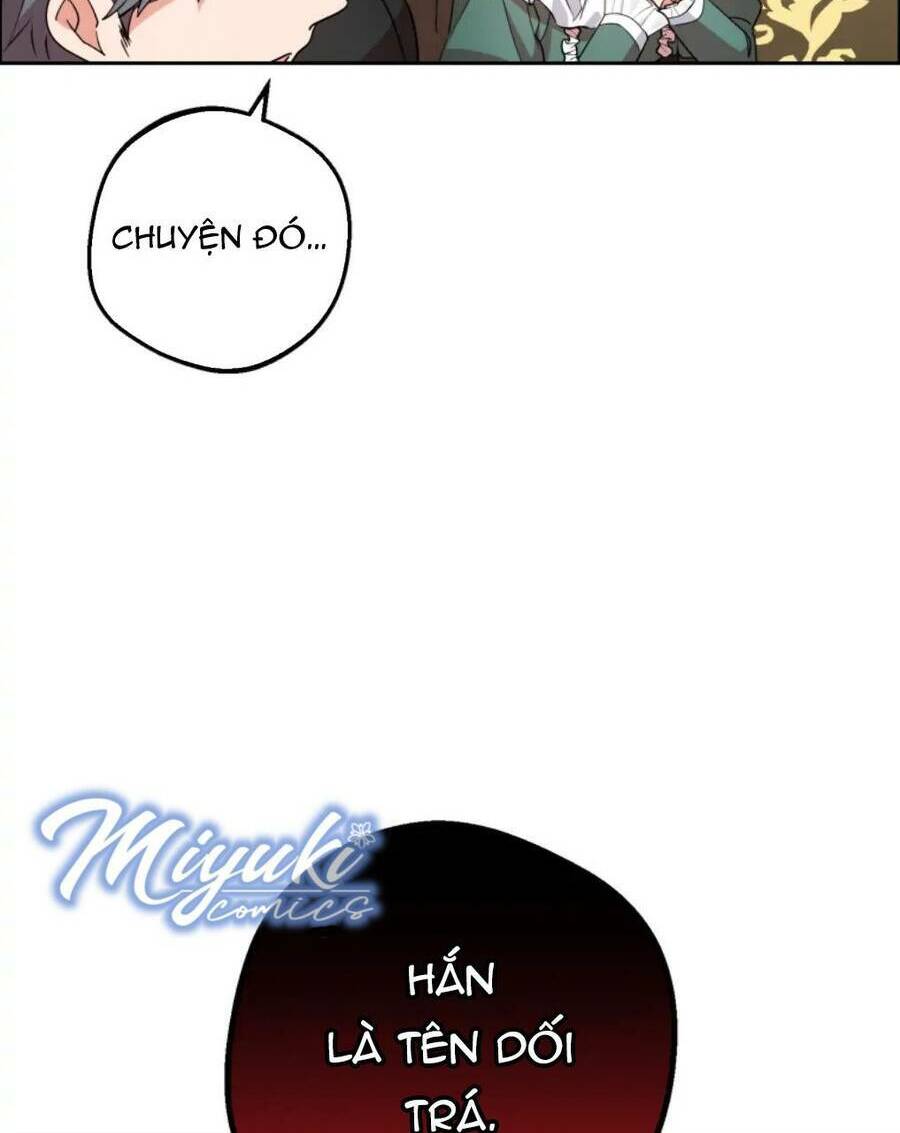 CHUYỆN ĐÓ...
Miyuki
comics
HẮN
LÀ TÊN DỐI
TRÁ,